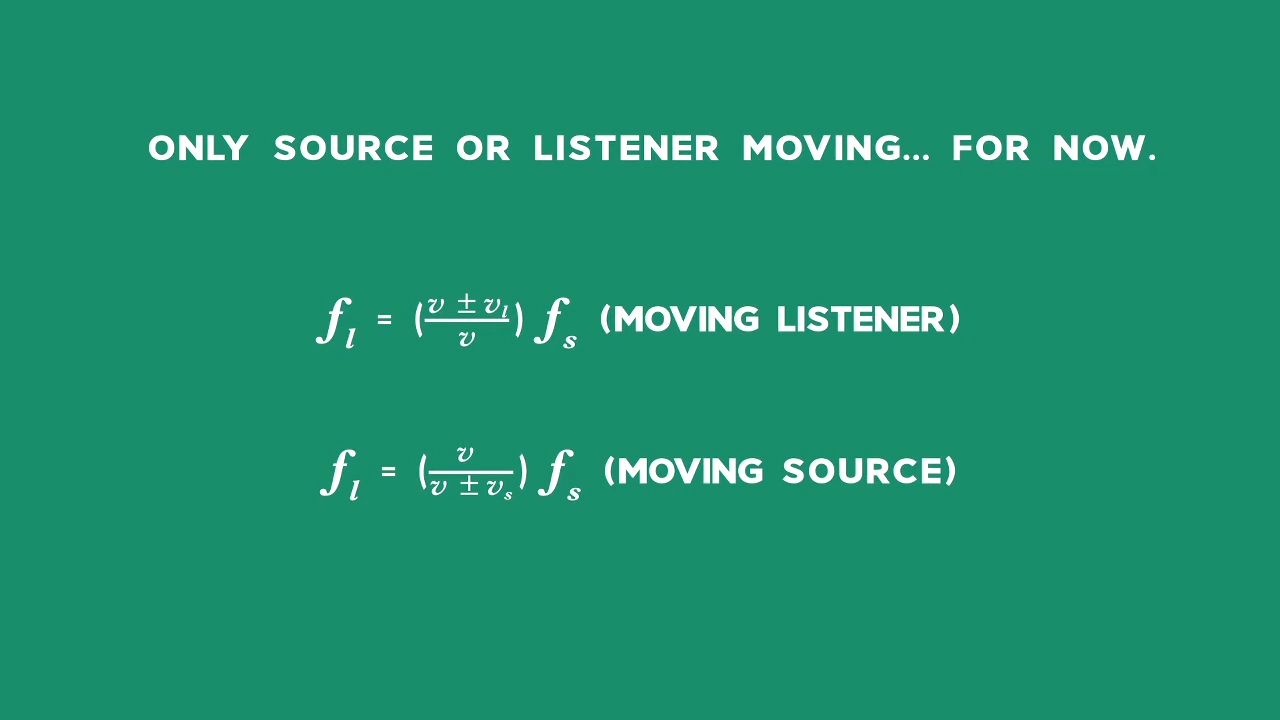 ONLY SOURCE OR LISTENER MOVING... FOR NOW.
f_l = (v ± v_l / v) f_s (MOVING LISTENER)
f_l = (v / v ± v_s) f_s (MOVING SOURCE)